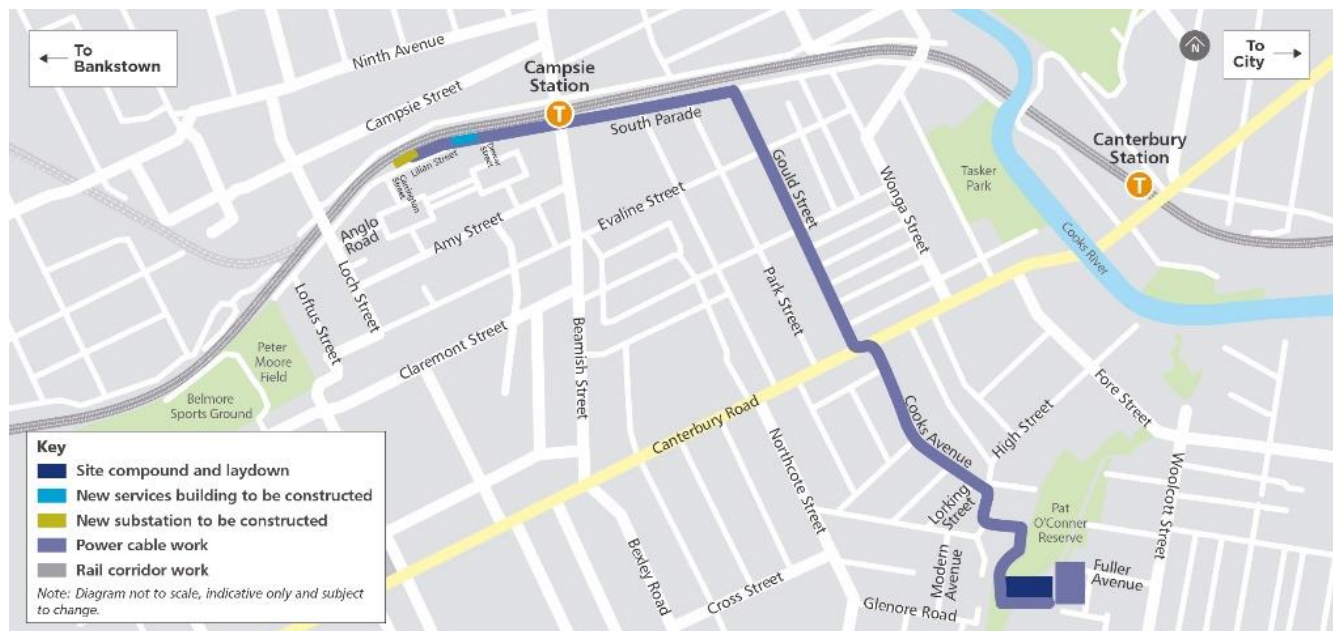 To
Bankstown
N
To
City
Ninth Avenue
Campsie
Station
T
Campsie Street
South Parade
Canterbury
Station
T
Tasker
Park
Lilian Street
Dewar
Street
Carrington
Street
Gould Street
Wonga Street
Evaline Street
Anglo
Road
Amy Street
Cooks River
Loch Street
Park Street
Loftus Street
Beamish Street
Claremont Street
Peter
Moore
Field
Belmore
Sports Ground
Fore Street
Canterbury Road
Cooks Avenue
High Street
Northcote Street
Woolcott Street
Lorking
Street
Pat
O'Conner
Reserve
Bexley Road
Modern
Avenue
Fuller
Avenue
Cross Street
Glenore Road
Key
Site compound and laydown
New services building to be constructed
New substation to be constructed
Power cable work
Rail corridor work
Note: Diagram not to scale, indicative only and subject
to change.